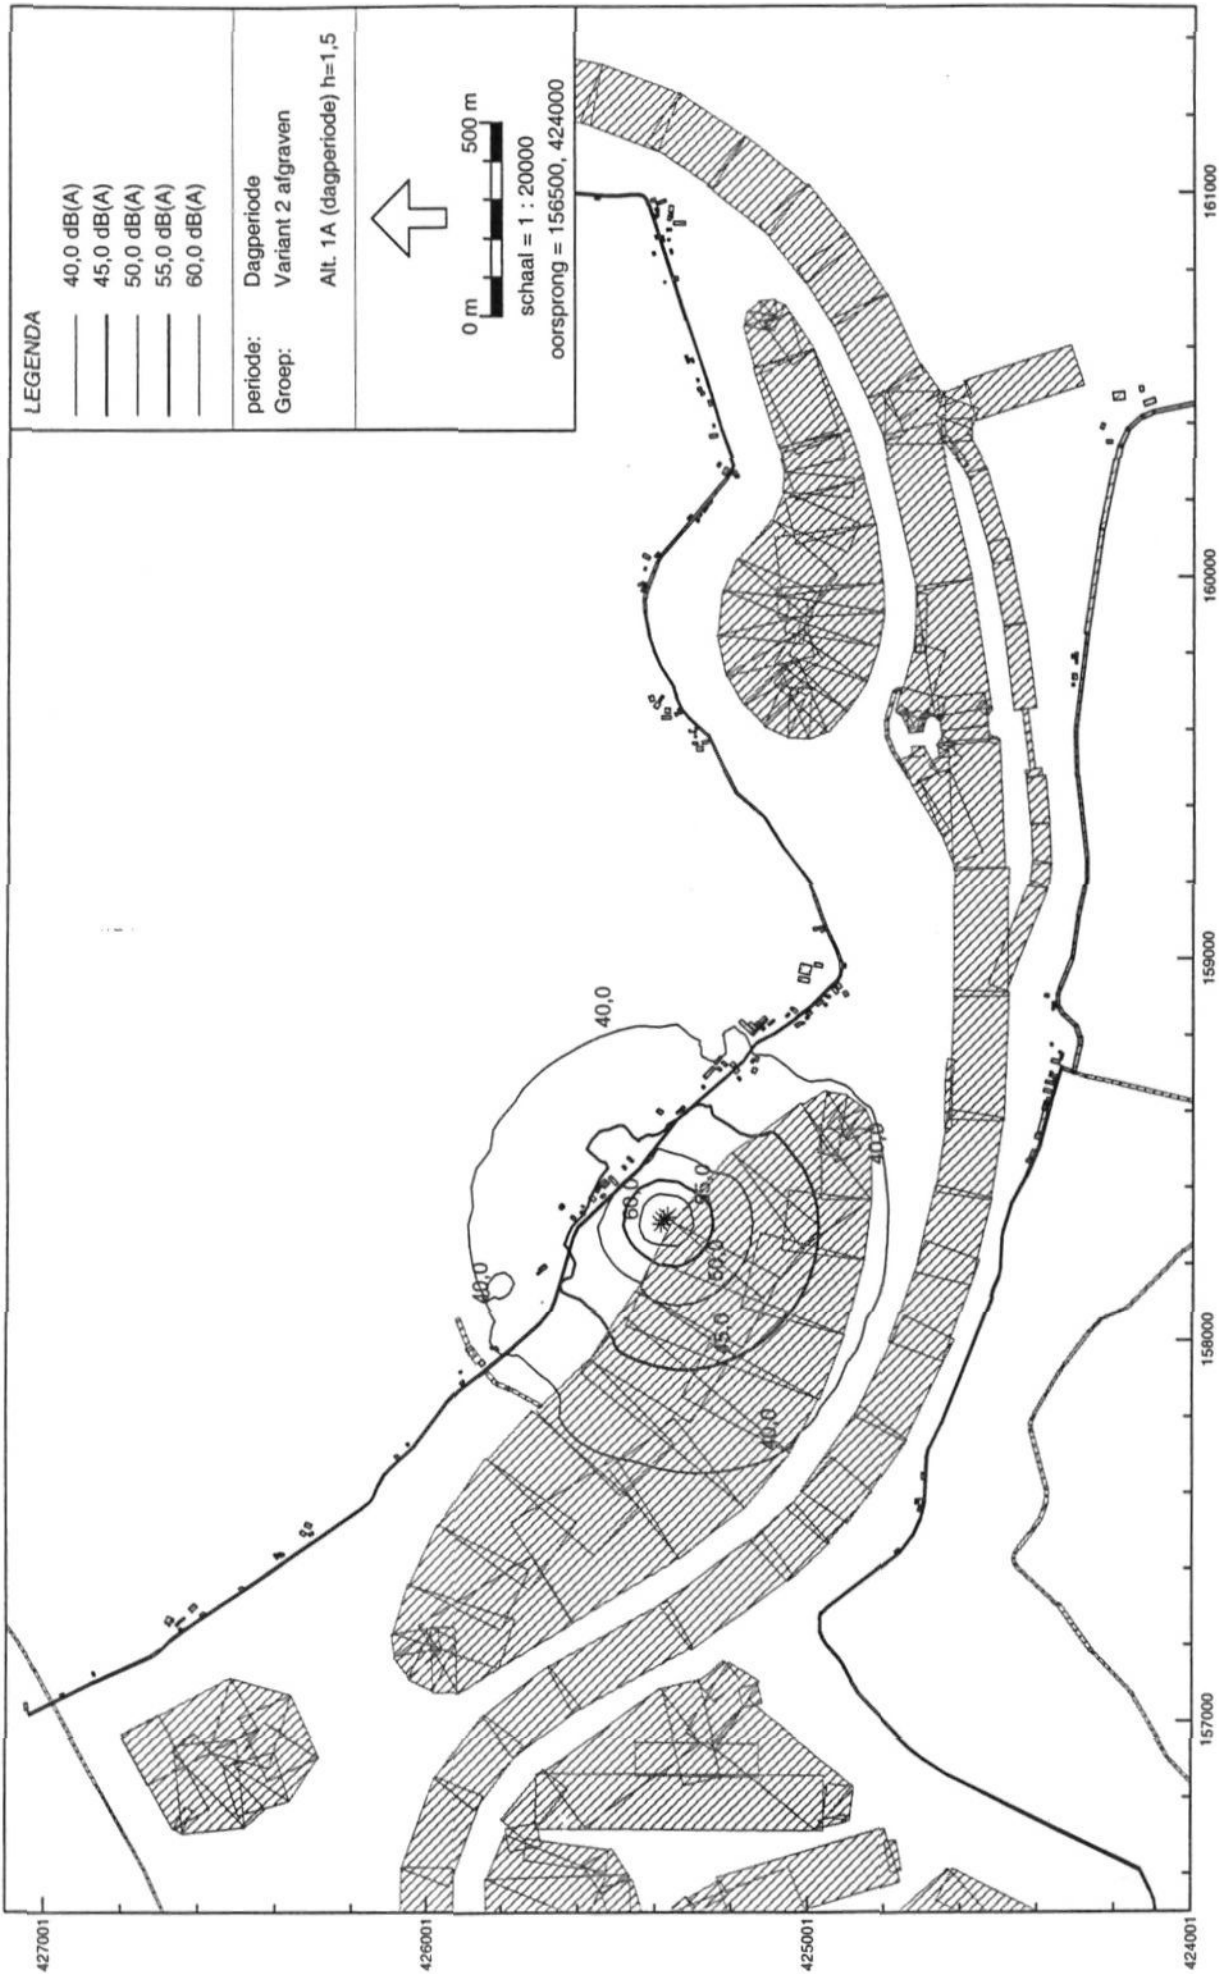 LEGENDA
40,0 dB(A)
45,0 dB(A)
50,0 dB(A)
55,0 dB(A)
60,0 dB(A)
periode: Dagperiode
Groep: Variant 2 afgraven
Alt. 1A (dagperiode) h=1,5
0 m 500 m
schaal = 1 : 20000
oorsprong = 156500, 424000
40,0
40,0
60,0
50,0
45,0
40,0
40,0
427001
426001
425001
424001
157000
158000
159000
160000
161000